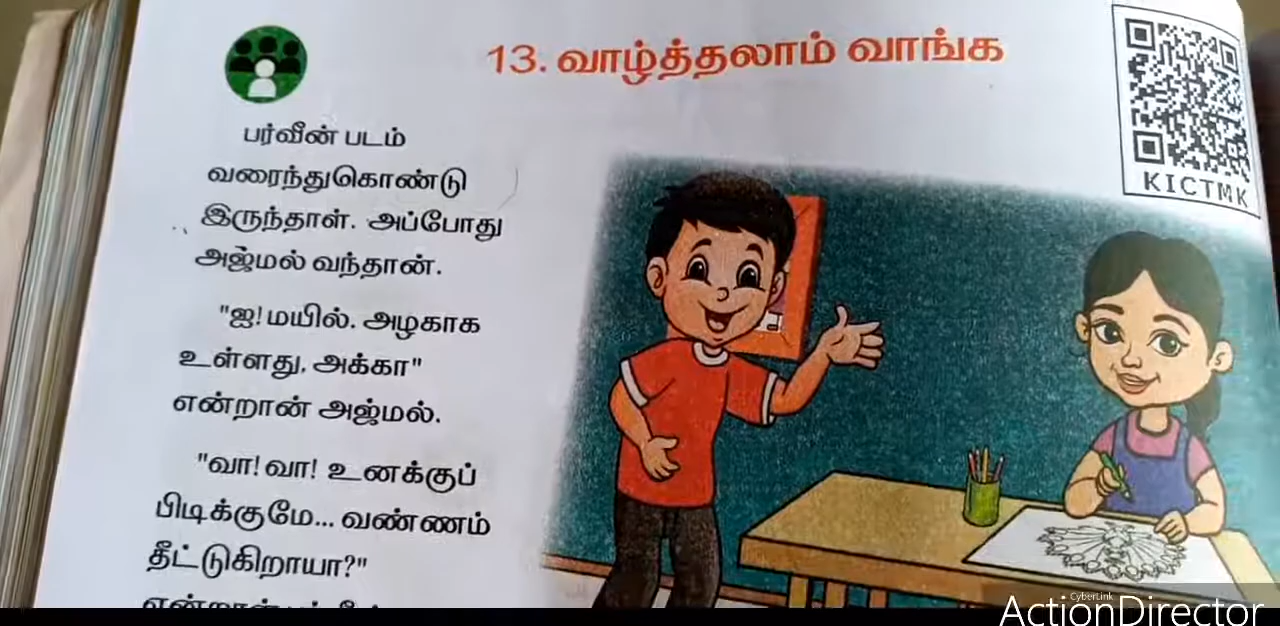 13. வாழ்த்தலாம் வாங்க
KICTMK
பர்வீன் படம்
வரைந்துகொண்டு
இருந்தாள். அப்போது
அஜ்மல் வந்தான்.
"ஐ! மயில். அழகாக
உள்ளது, அக்கா"
என்றான் அஜ்மல்.
"வா! வா! உனக்குப்
பிடிக்குமே... வண்ணம்
தீட்டுகிறாயா?"
CyberLink
ActionDirector